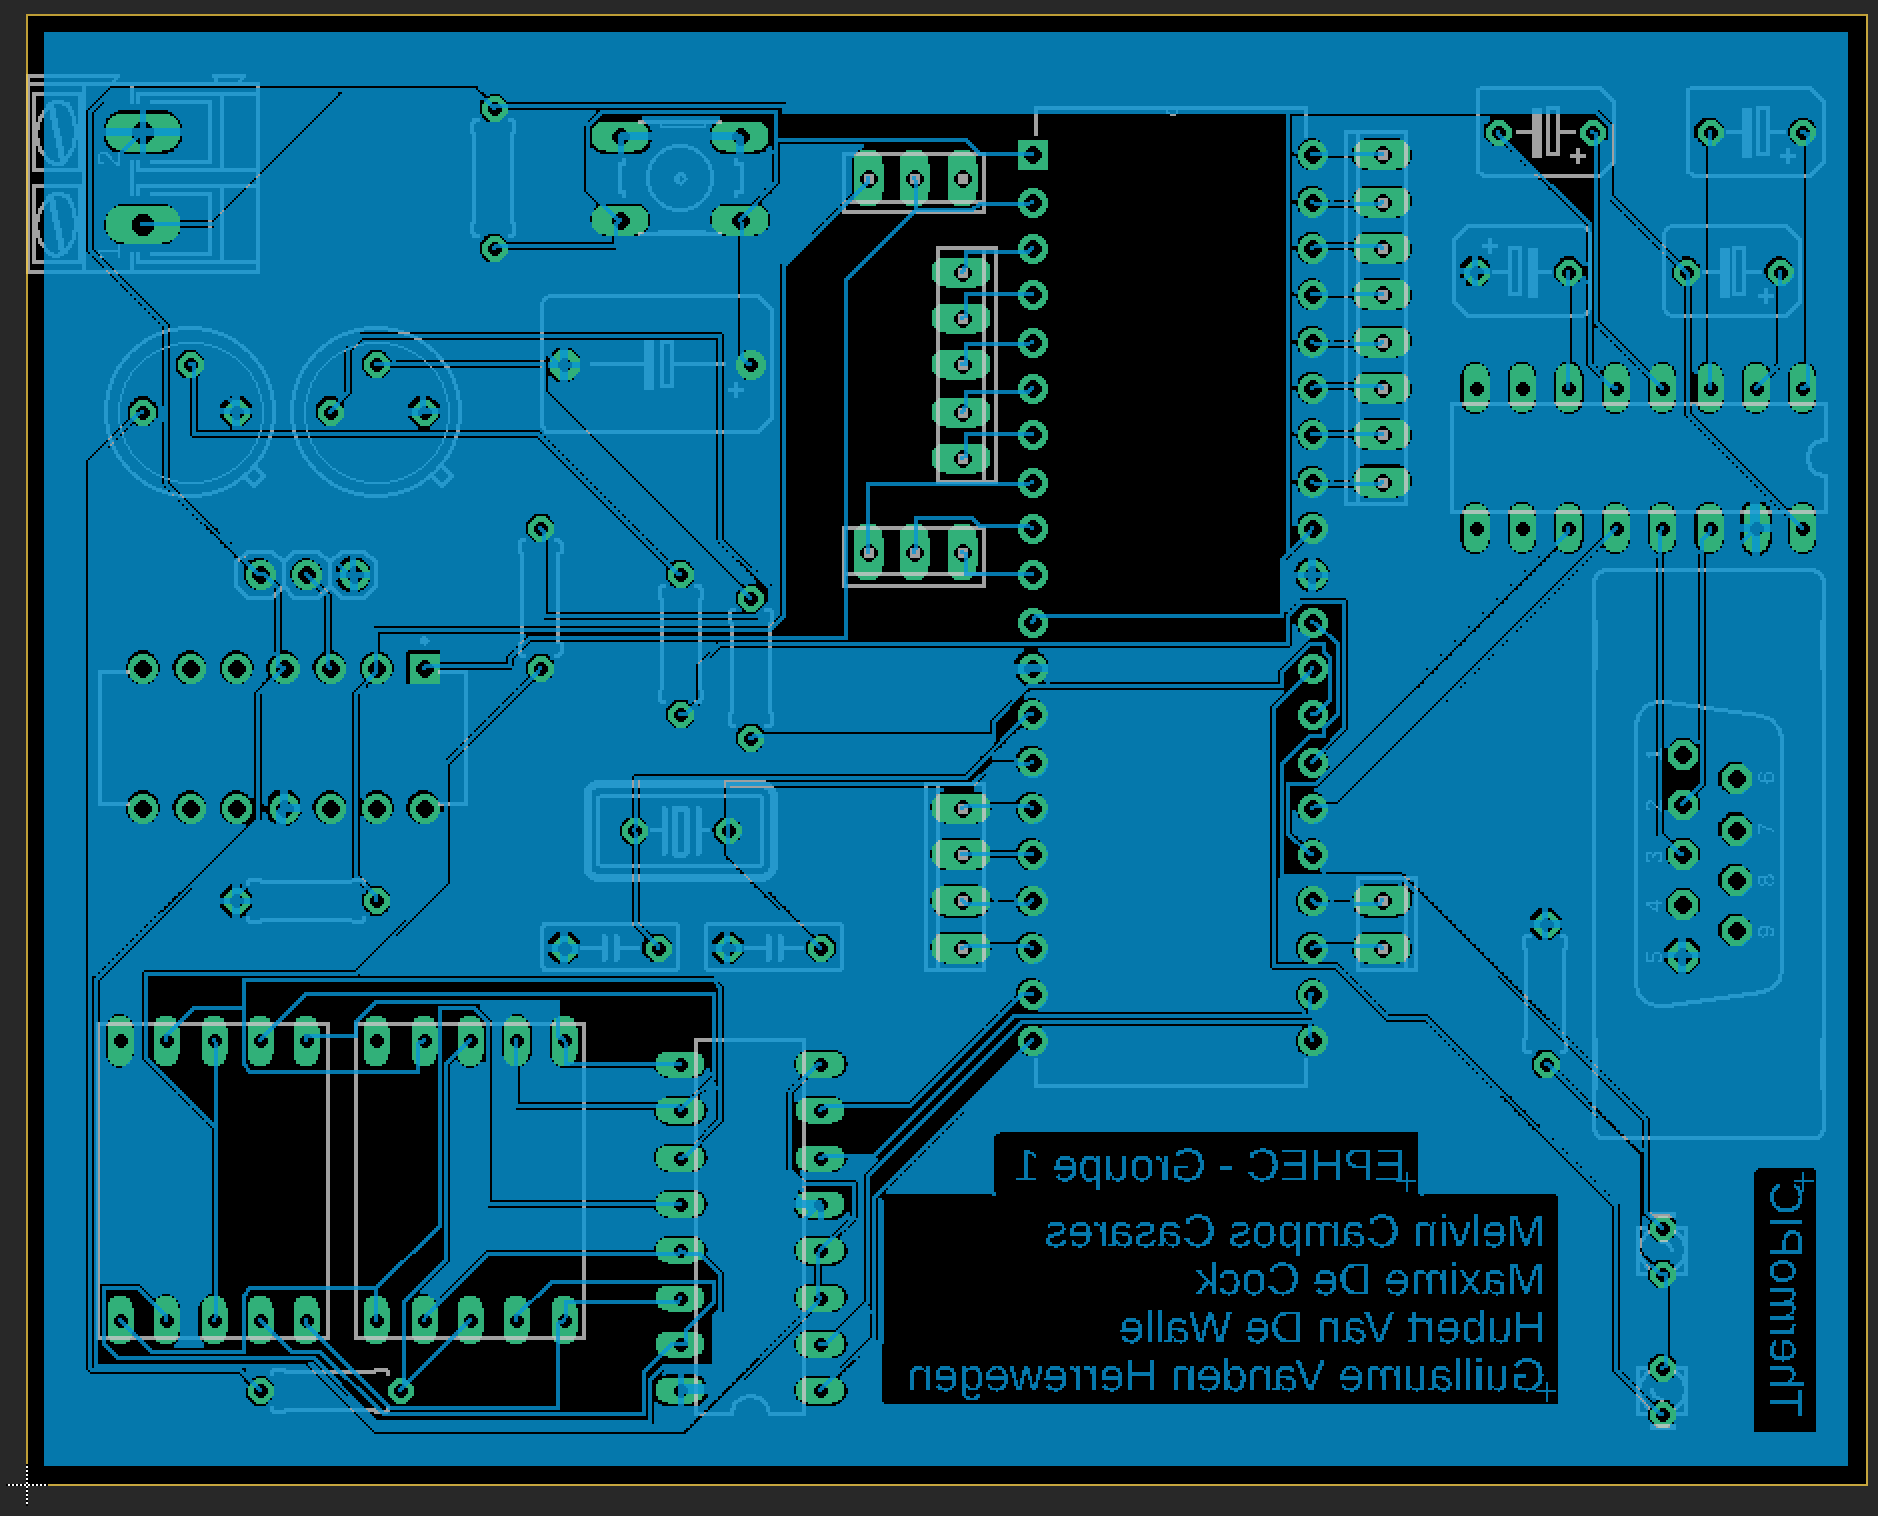 2
1
1
6
2
7
3
8
4
9
5
EPHEC - Groupe 1
Melvin Campos Casares
Maxime De Cock
Hubert Van De Walle
Guillaume Vanden Herrewegen
ThermoPIC